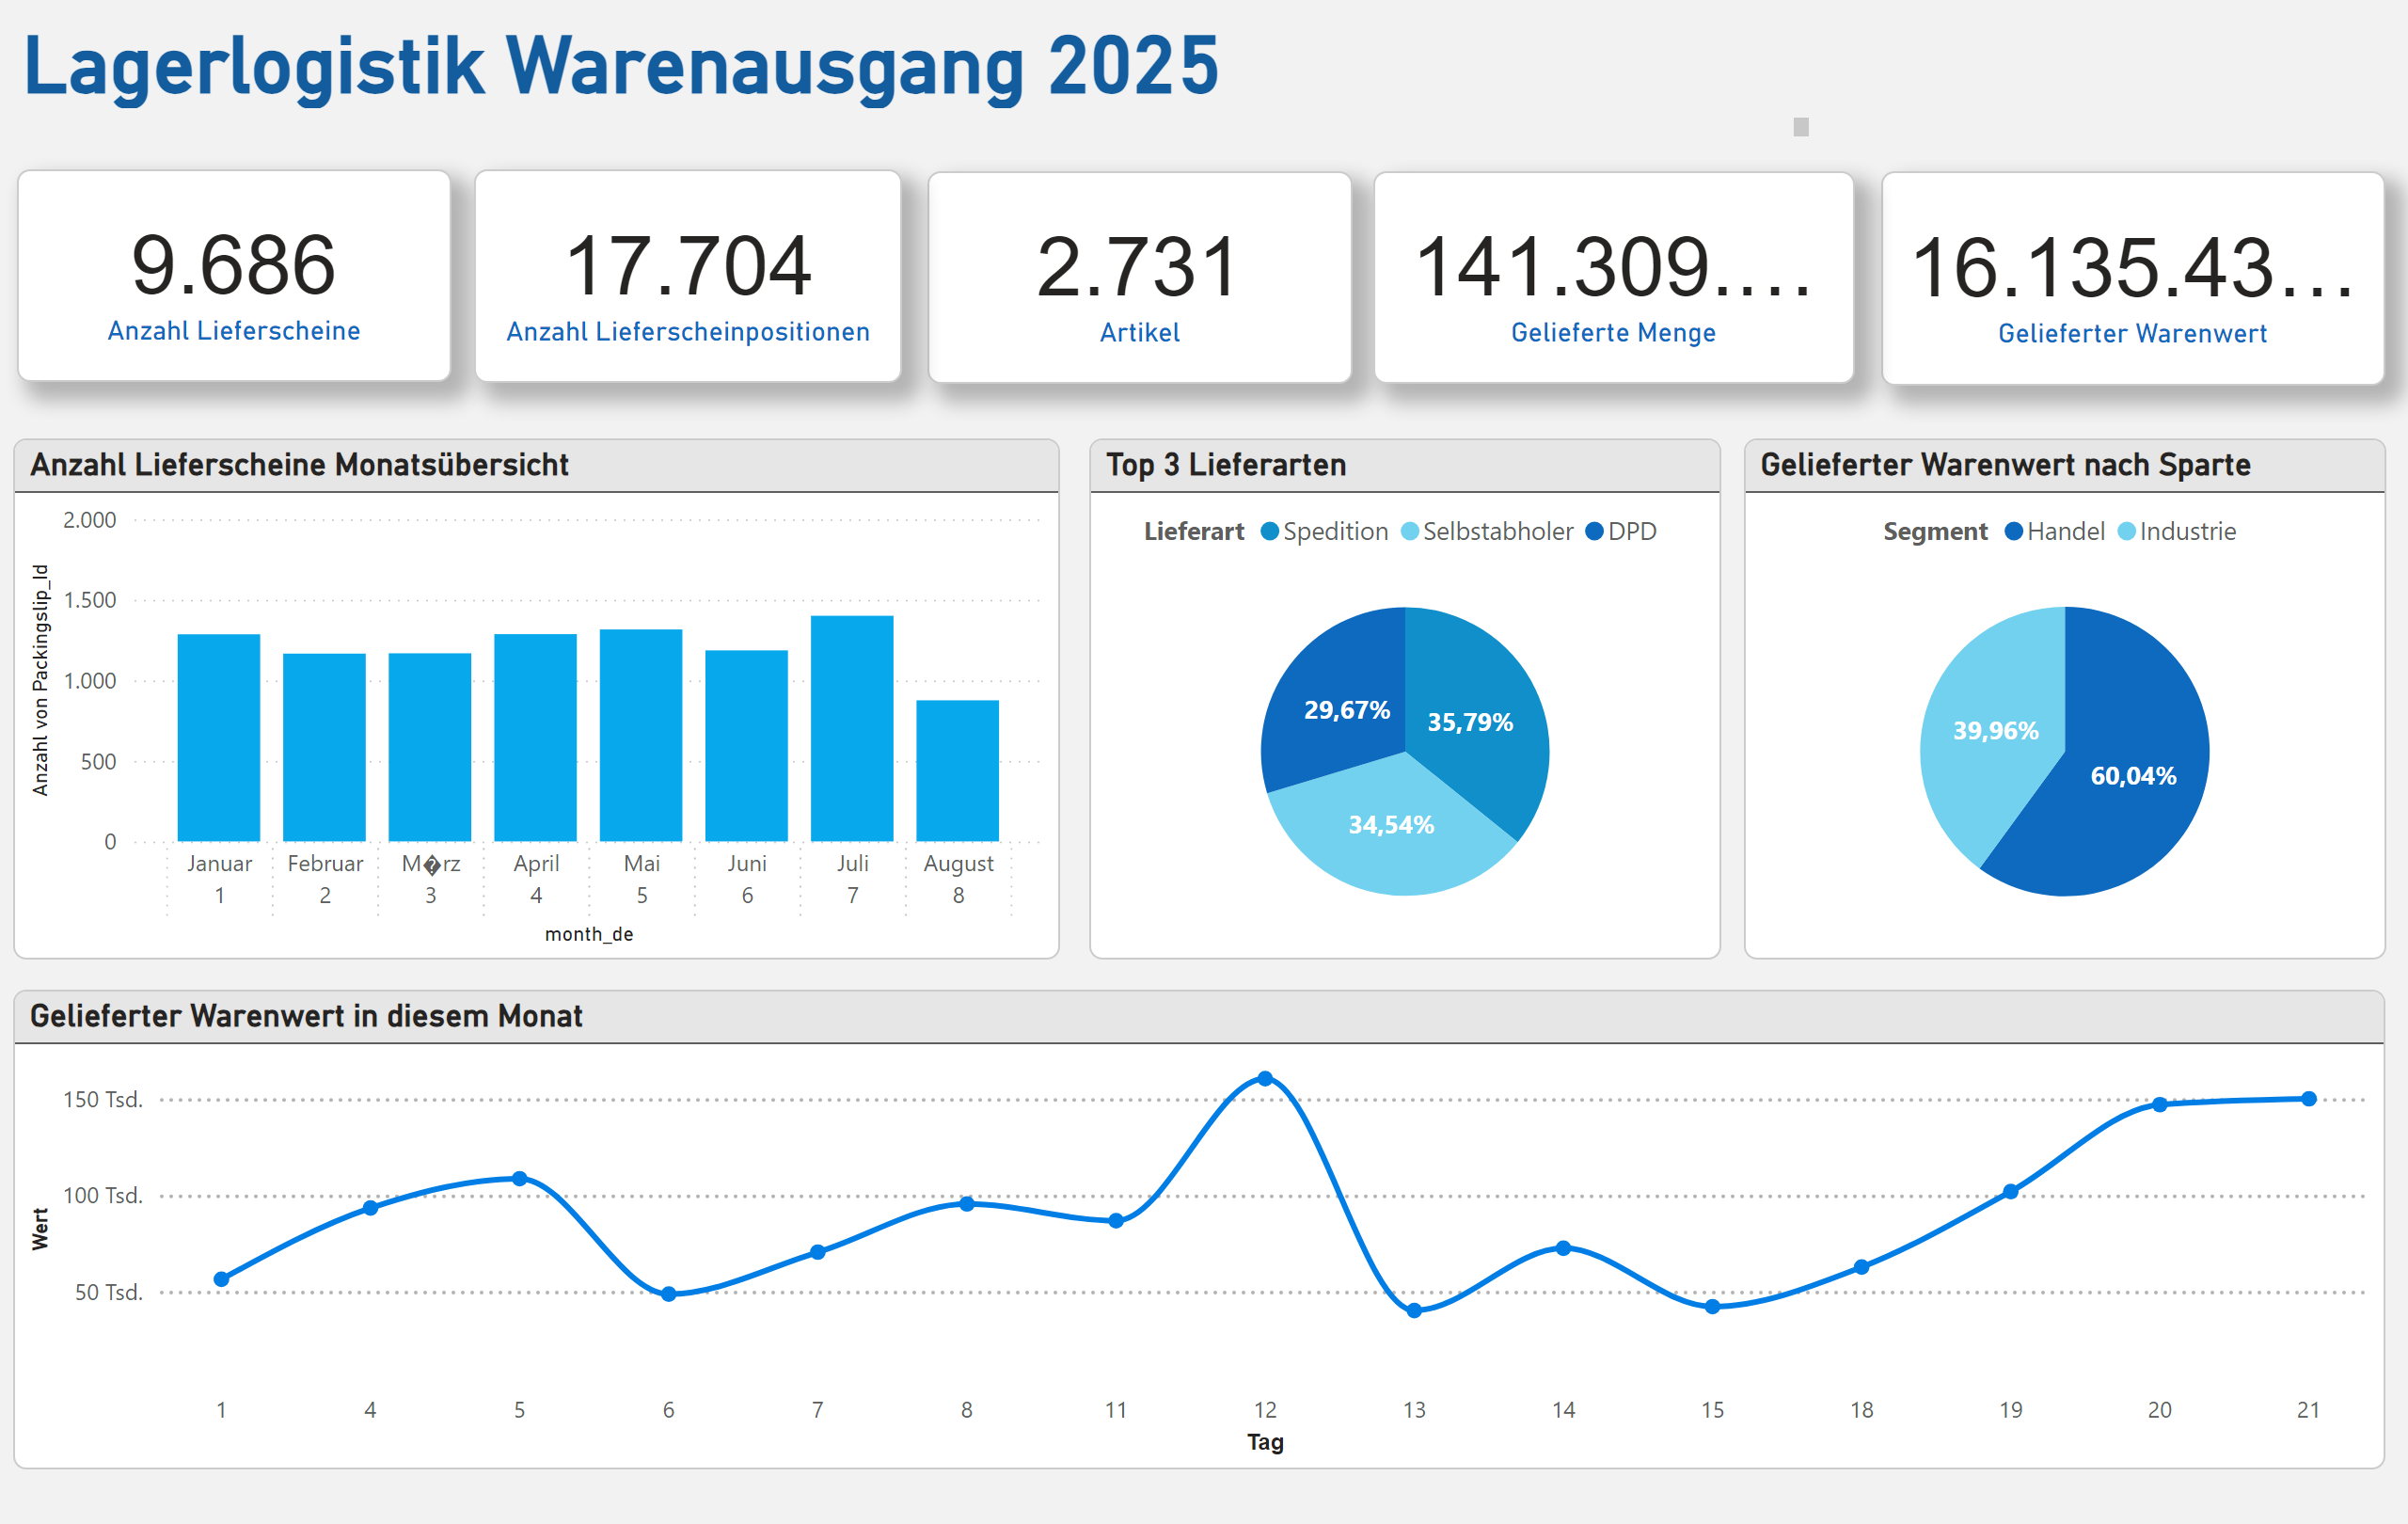 Lagerlogistik Warenausgang 2025
9.686
Anzahl Lieferscheine
17.704
Anzahl Lieferscheinpositionen
2.731
Artikel
141.309....
Gelieferte Menge
16.135.43...
Gelieferter Warenwert
Anzahl Lieferscheine Monatsübersicht
Anzahl von Packingslip_Id
2.000
1.500
1.000
500
0
Januar Februar M�rz April Mai Juni Juli August
1 2 3 4 5 6 7 8
month_de
Top 3 Lieferarten
Lieferart Spedition Selbstabholer DPD
29,67%
35,79%
34,54%
Gelieferter Warenwert nach Sparte
Segment Handel Industrie
39,96%
60,04%
Gelieferter Warenwert in diesem Monat
Wert
150 Tsd.
100 Tsd.
50 Tsd.
1 4 5 6 7 8 11 12 13 14 15 18 19 20 21
Tag